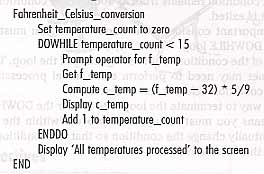 Fahrenheit_Celsius_conversion
Set temperature_count to zero
DOWHILE temperature_count < 15
Prompt operator for f_temp
Get f_temp
Compute c_temp = (f_temp – 32) * 5/9
Display c_temp
Add 1 to temperature_count
ENDDO
Display 'All temperatures processed' to the screen
END